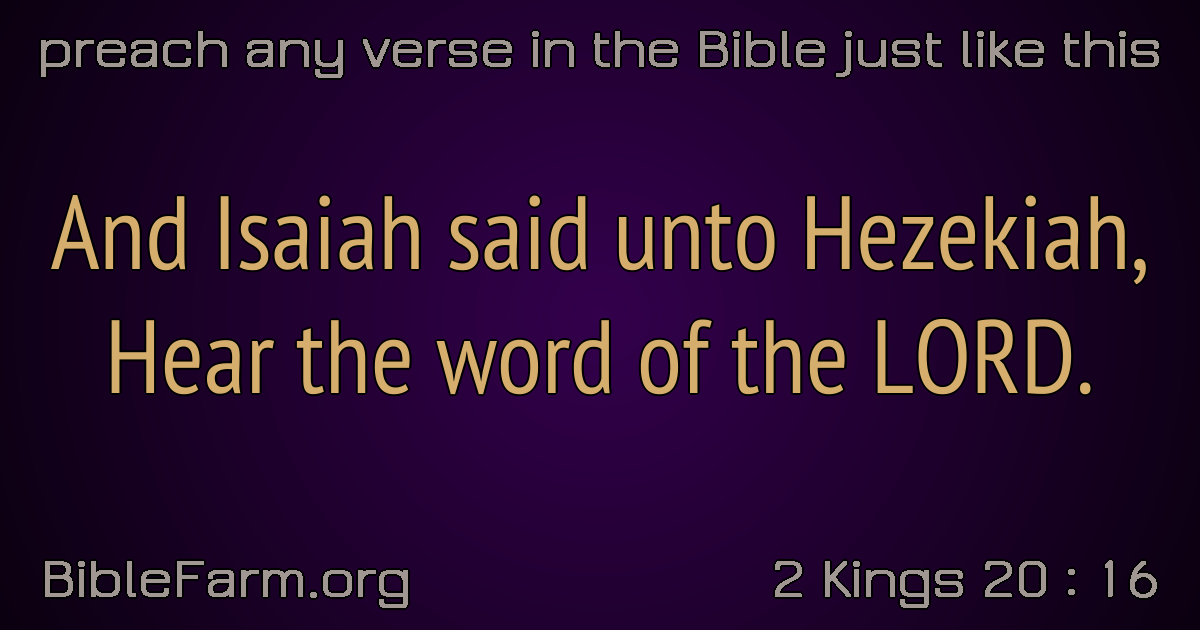 preach any verse in the Bible just like this
And Isaiah said unto Hezekiah,
Hear the word of the LORD.
BibleFarm.org
2 Kings 20 : 16